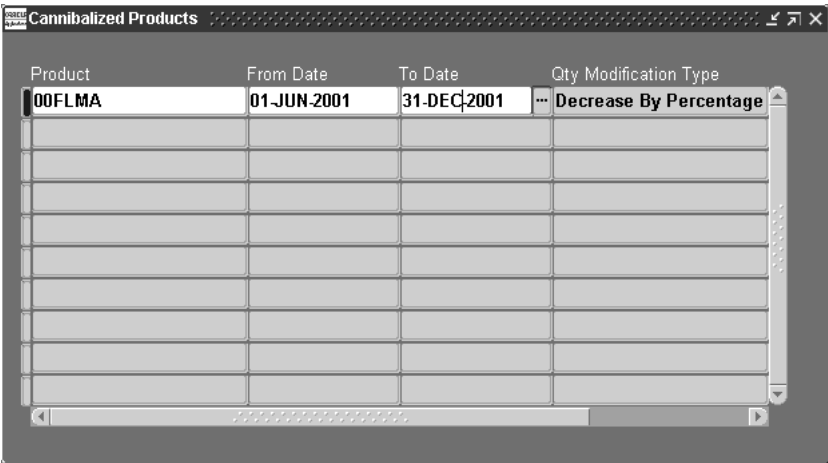 ORACLE
Cannibalized Products
Product From Date To Date Qty Modification Type
00FLMA 01-JUN-2001 31-DEC-2001 ... Decrease By Percentage